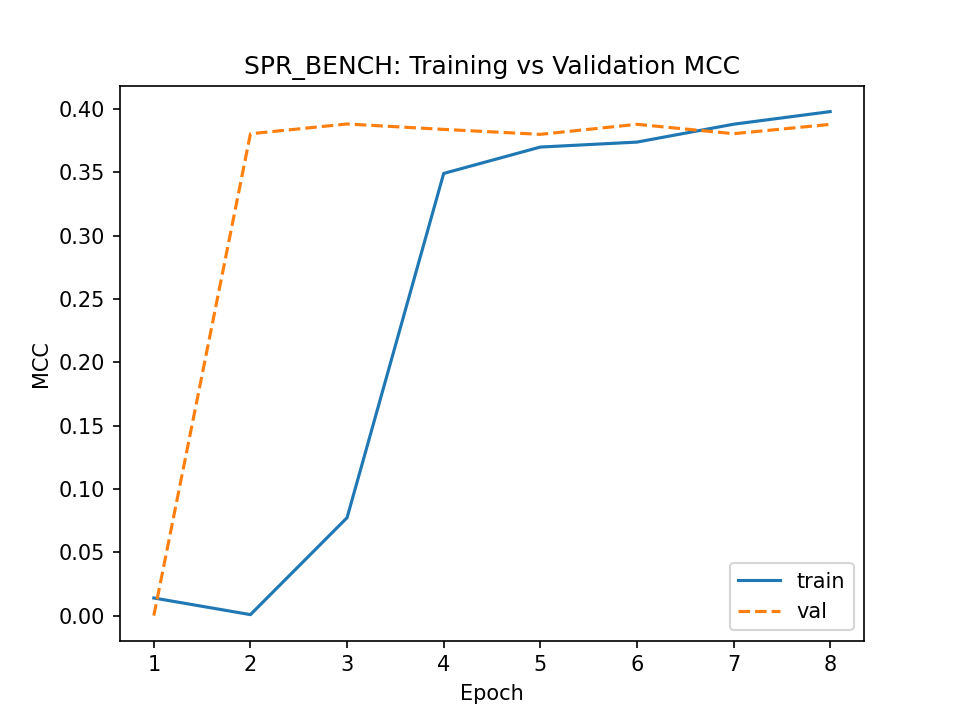 SPR_BENCH: Training vs Validation MCC
0.40
0.35
0.30
0.25
0.20
0.15
0.10
0.05
0.00
MCC
1 2 3 4 5 6 7 8
Epoch
train
val